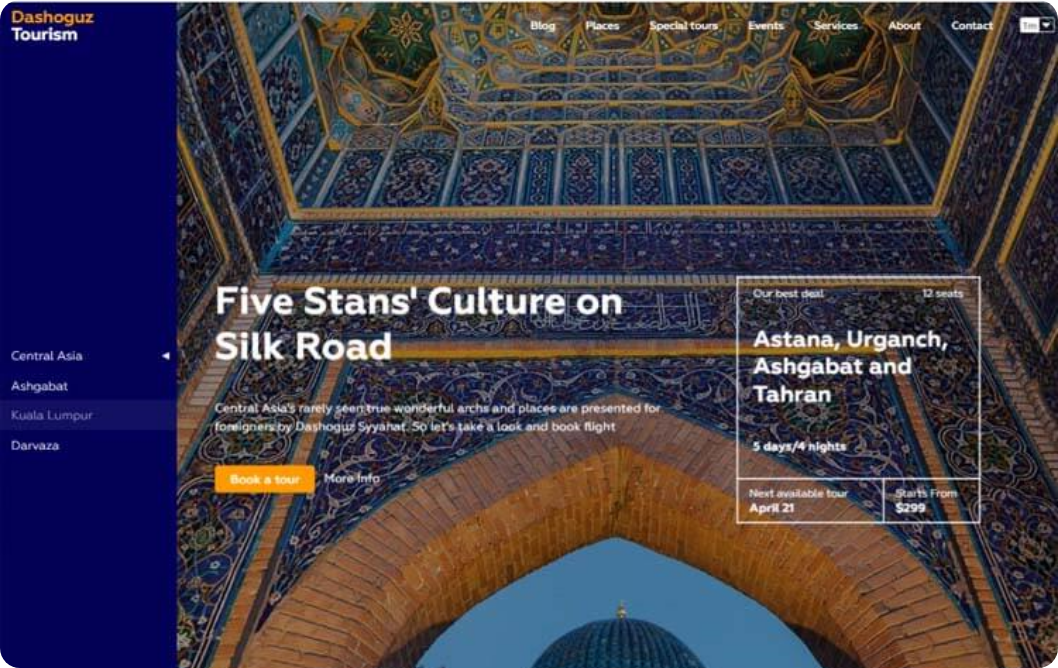 Dashoguz
Tourism
Blog Places Special tours Events Services About Contact Tm
Central Asia
Ashgabat
Kuala Lumpur
Darvaza
Five Stans' Culture on
Silk Road
Central Asia's rarely seen true wonderful archs and places are presented for
foreigners by Dashoguz Syyahat. So let's take a look and book flight
Book a tour More Info
Our best deal 12 seats
Astana, Urganch,
Ashgabat and
Tahran
5 days/4 nights
Next available tour
April 21
Starts From
$299